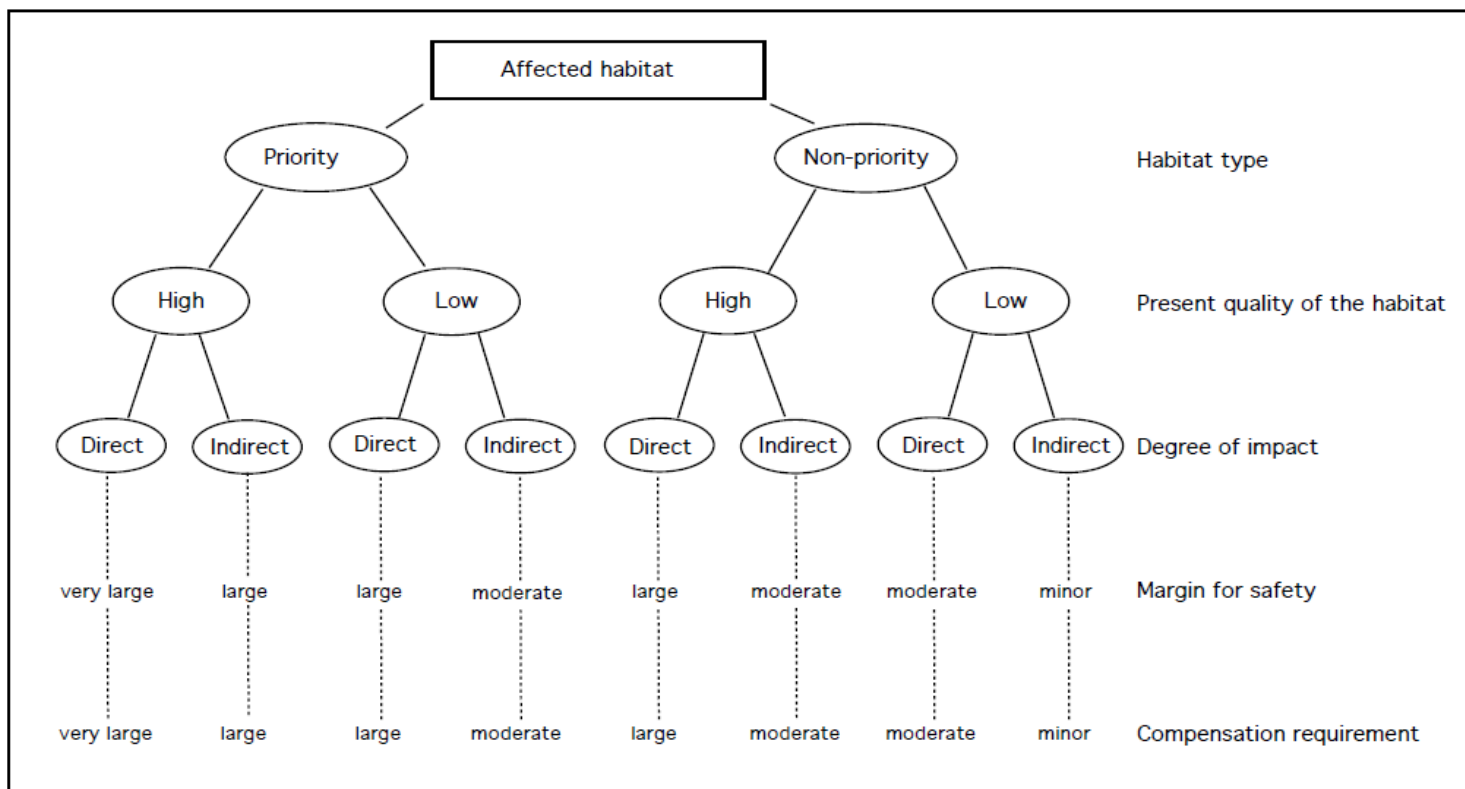 Affected habitat
Priority Non-priority Habitat type
High Low High Low Present quality of the habitat
Direct Indirect Direct Indirect Direct Indirect Direct Indirect Degree of impact
very large large large moderate large moderate moderate minor Margin for safety
very large large large moderate large moderate moderate minor Compensation requirement